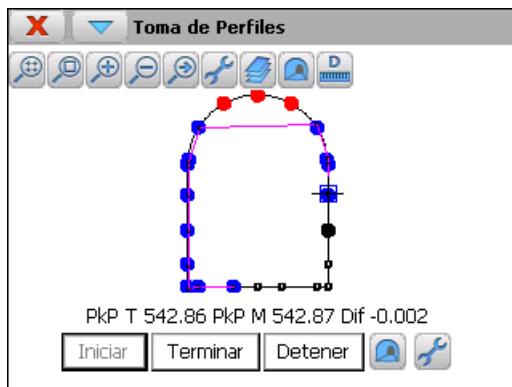 X Toma de Perfiles
D
PkP T 542.86 PkP M 542.87 Dif -0.002
Iniciar Terminar Detener